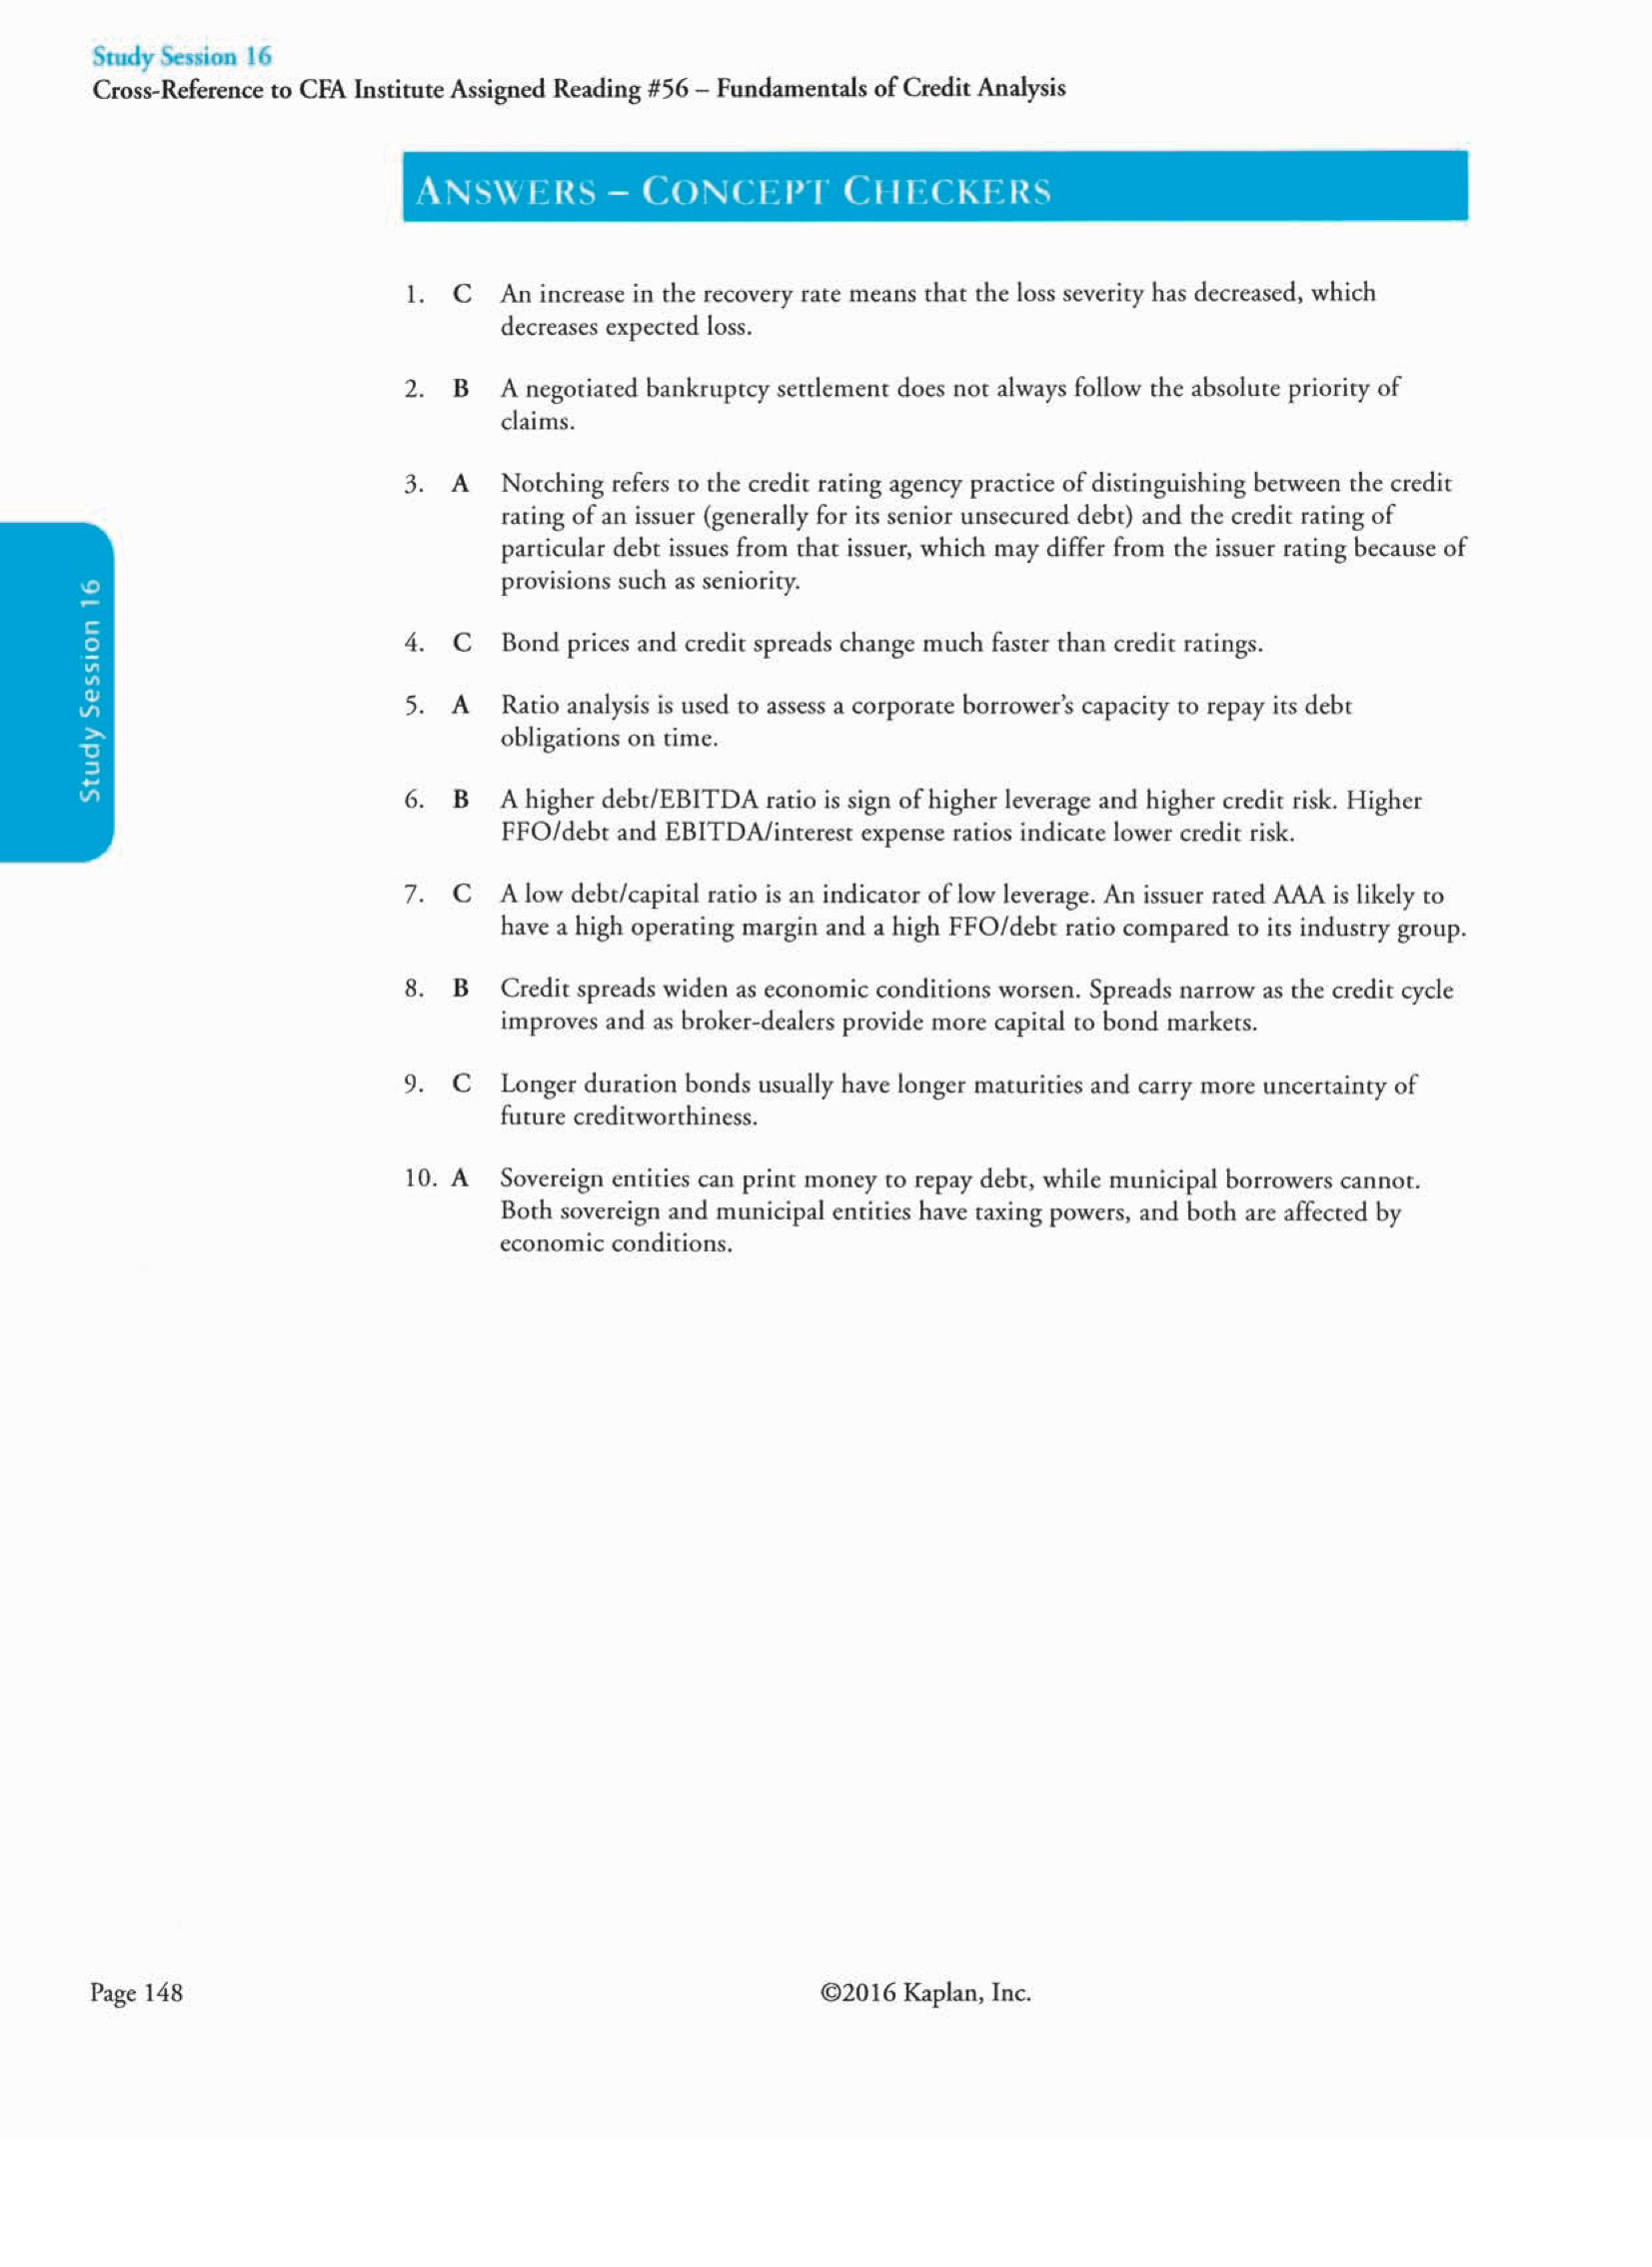 Study Session 16
Cross-Reference to CFA Institute Assigned Reading #56 – Fundamentals of Credit Analysis
ANSWERS – CONCEPT CHECKERS
1. C An increase in the recovery rate means that the loss severity has decreased, which
decreases expected loss.
2. B A negotiated bankruptcy settlement does not always follow the absolute priority of
claims.
3. A Notching refers to the credit rating agency practice of distinguishing between the credit
rating of an issuer (generally for its senior unsecured debt) and the credit rating of
particular debt issues from that issuer, which may differ from the issuer rating because of
provisions such as seniority.
4. C Bond prices and credit spreads change much faster than credit ratings.
5. A Ratio analysis is used to assess a corporate borrower's capacity to repay its debt
obligations on time.
6. B A higher debt/EBITDA ratio is sign of higher leverage and higher credit risk. Higher
FFO/debt and EBITDA/interest expense ratios indicate lower credit risk.
7. C A low debt/capital ratio is an indicator of low leverage. An issuer rated AAA is likely to
have a high operating margin and a high FFO/debt ratio compared to its industry group.
8. B Credit spreads widen as economic conditions worsen. Spreads narrow as the credit cycle
improves and as broker-dealers provide more capital to bond markets.
9. C Longer duration bonds usually have longer maturities and carry more uncertainty of
future creditworthiness.
10. A Sovereign entities can print money to repay debt, while municipal borrowers cannot.
Both sovereign and municipal entities have taxing powers, and both are affected by
economic conditions.
Study Session 16
Page 148
©2016 Kaplan, Inc.